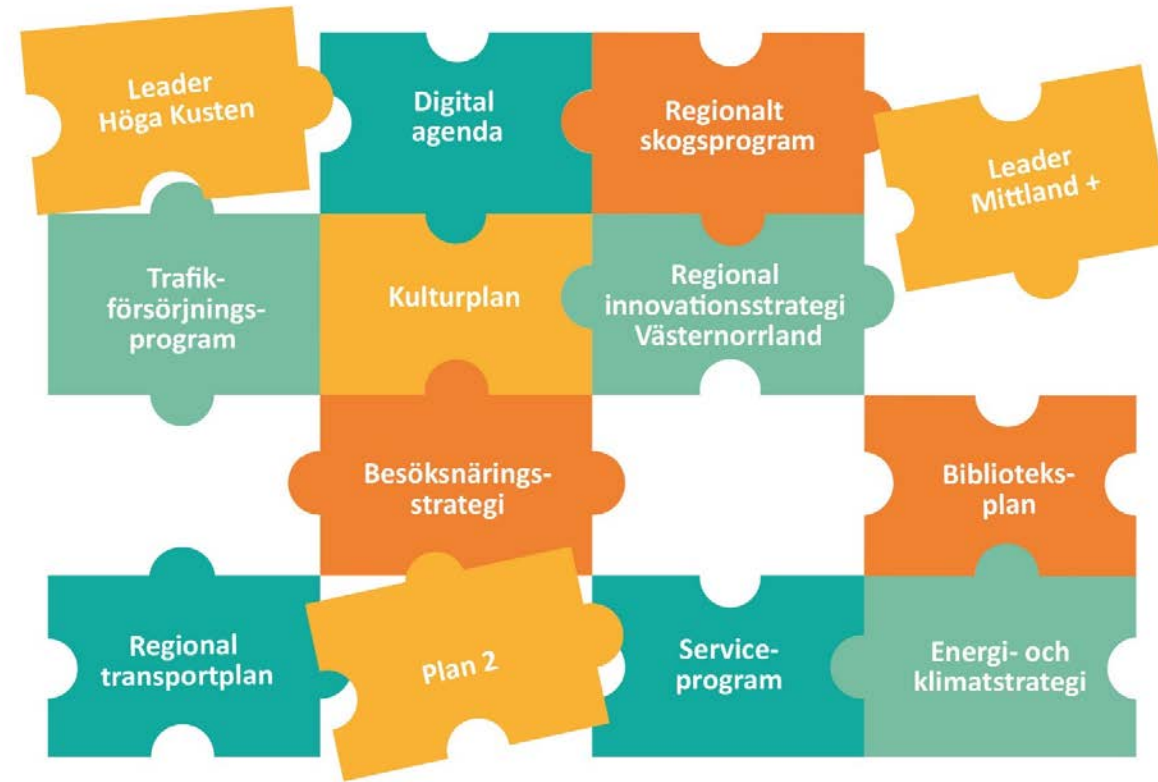 Leader
Höga Kusten
Digital
agenda
Regionalt
skogsprogram
Leader
Mittland +
Trafik-
försörjnings-
program
Kulturplan
Regional
innovationsstrategi
Västernorrland
Besöksnärings-
strategi
Biblioteks-
plan
Regional
transportplan
Plan 2
Service-
program
Energi- och
klimatstrategi